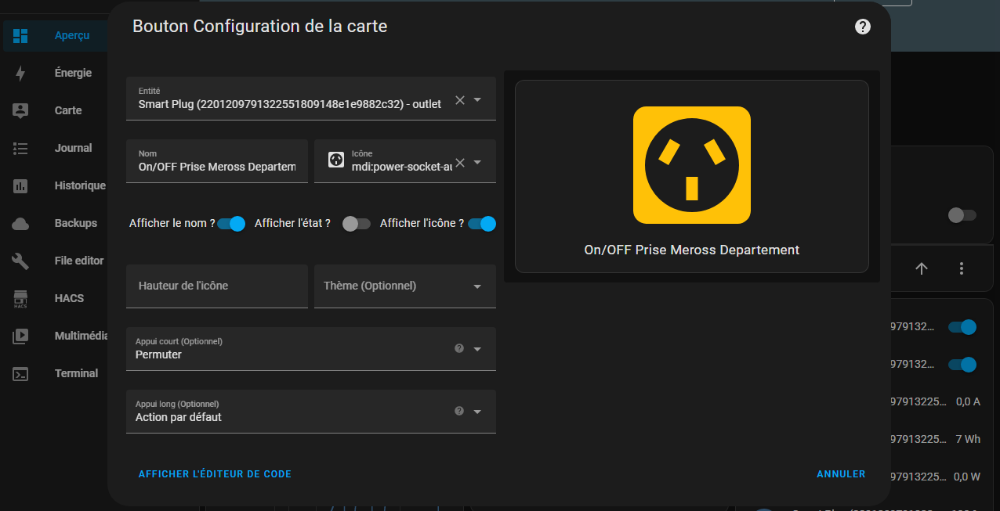 Bouton Configuration de la carte
Aperçu
Énergie
Carte
Journal
Historique
Backups
File editor
HACS
HACS
Multimédia
Terminal
Entité
Smart Plug (2201209791322551809148e1e9882c32) - outlet
Nom
On/OFF Prise Meross Departem
Icône
mdi:power-socket-au
Afficher le nom ?
Afficher l'état ?
Afficher l'icône ?
Hauteur de l'icône
Thème (Optionnel)
Appui court (Optionnel)
Permuter
Appui long (Optionnel)
Action par défaut
AFFICHER L'ÉDITEUR DE CODE
ANNULER
On/OFF Prise Meross Departement
979132...
979132...
97913225... 0,0 A
97913225... 7 Wh
97913225... 0,0 W